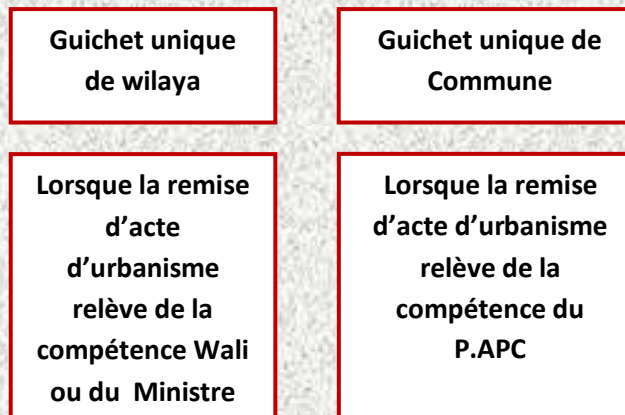 Guichet unique
de wilaya
Guichet unique de
Commune
Lorsque la remise
d’acte
d’urbanisme
relève de la
compétence Wali
ou du Ministre
Lorsque la remise
d’acte d’urbanisme
relève de la
compétence du
P.APC